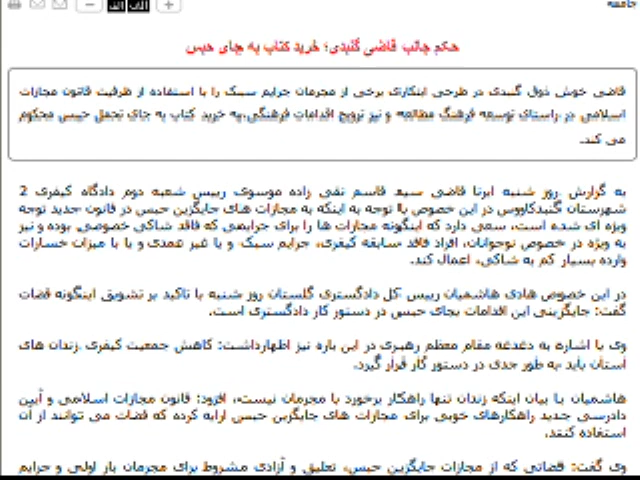 جامعه
الف الف
حکم جالب قاضی گنبدی؛ خرید کتاب به جای حبس
قاضی خوش ذوق گنبدی در طرحی ابتکاری برخی از مجرمان جرایم سبک را با استفاده از ظرفیت قانون مجازات
اسلامی در راستای توسعه فرهنگ مطالعه و نیز ترویج اقدامات فرهنگی،به خرید کتاب به جای تحمل حبس محکوم
می کند.
به گزارش روز شنبه ایرنا قاضی سید قاسم نقی زاده موسوی رییس شعبه دوم دادگاه کیفری 2
شهرستان گنبدکاووس در این خصوص با توجه به اینکه به مجازات های جایگزین حبس در قانون جدید توجه
ویژه ای شده است، سعی دارد که اینگونه مجازات ها را برای جرایمی که فاقد شاکی خصوصی بوده و نیز
به ویژه در خصوص نوجوانان، افراد فاقد سابقه کیفری، جرایم سبک و یا غیر عمدی و یا با میزان خسارات
وارده بسیار کم به شاکی، اعمال کند.
در این خصوص هادی هاشمیان رییس کل دادگستری گلستان روز شنبه با تاکید بر تشویق اینگونه قضات
گفت: جایگزینی این اقدامات بجای حبس در دستور کار دادگستری است.
وی با اشاره به دغدغه مقام معظم رهبری در این باره نیز اظهارداشت: کاهش جمعیت کیفری زندان های
استان باید به طور جدی در دستور کار قرار گیرد.
هاشمیان با بیان اینکه زندان تنها راهکار برخورد با مجرمان نیست، افزود: قانون مجازات اسلامی و آیین
دادرسی جدید راهکارهای خوبی برای مجازات های جایگزین حبس ارایه کرده که قضات می توانند از آن
استفاده کنند.
وی گفت: قضاتی که از مجازات جایگزین حبس، تعلیق و آزادی مشروط برای مجرمان بار اولی و جرایم